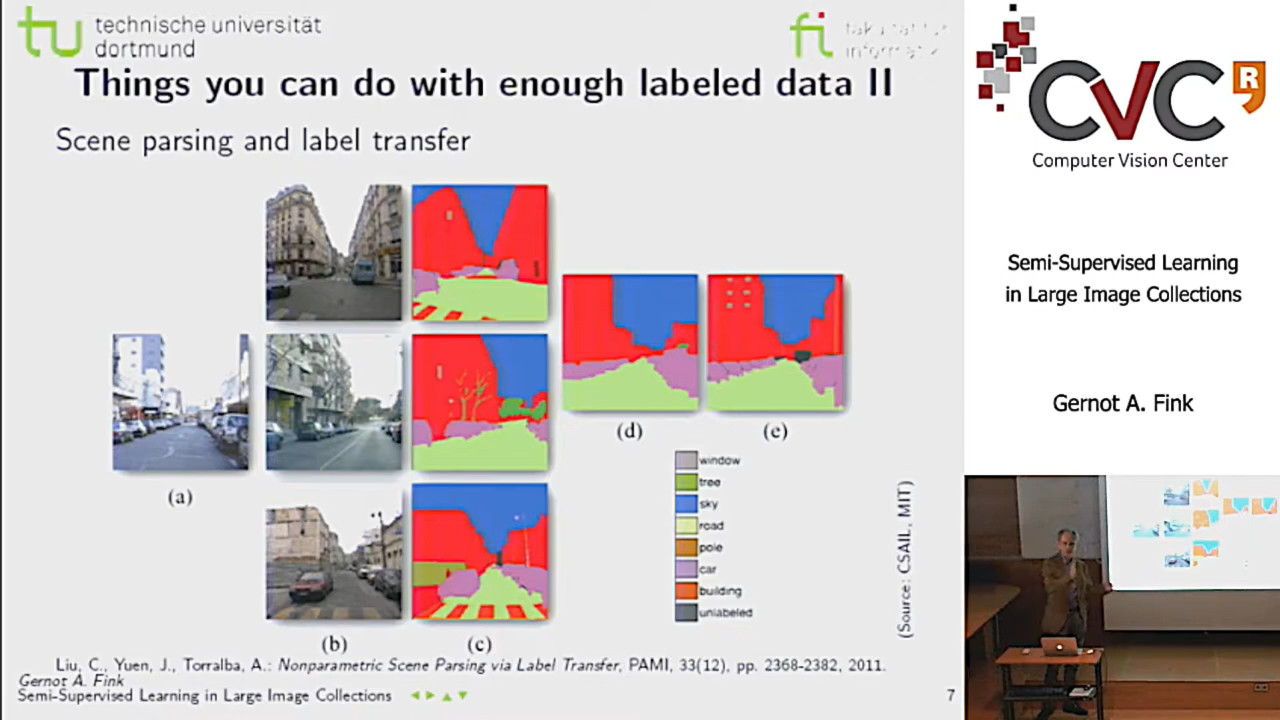 tu technische universität
dortmund
fi fakultät für
informatik
Things you can do with enough labeled data II
Scene parsing and label transfer
(a)
(b)
(c)
(d)
(e)
window
tree
sky
road
pole
car
building
unlabeled
(Source: CSAIL, MIT)
Liu, C., Yuen, J., Torralba, A.: Nonparametric Scene Parsing via Label Transfer, PAMI, 33(12), pp. 2368-2382, 2011.
Gernot A. Fink
Semi-Supervised Learning in Large Image Collections
7
CVC R
Computer Vision Center
Semi-Supervised Learning
in Large Image Collections
Gernot A. Fink